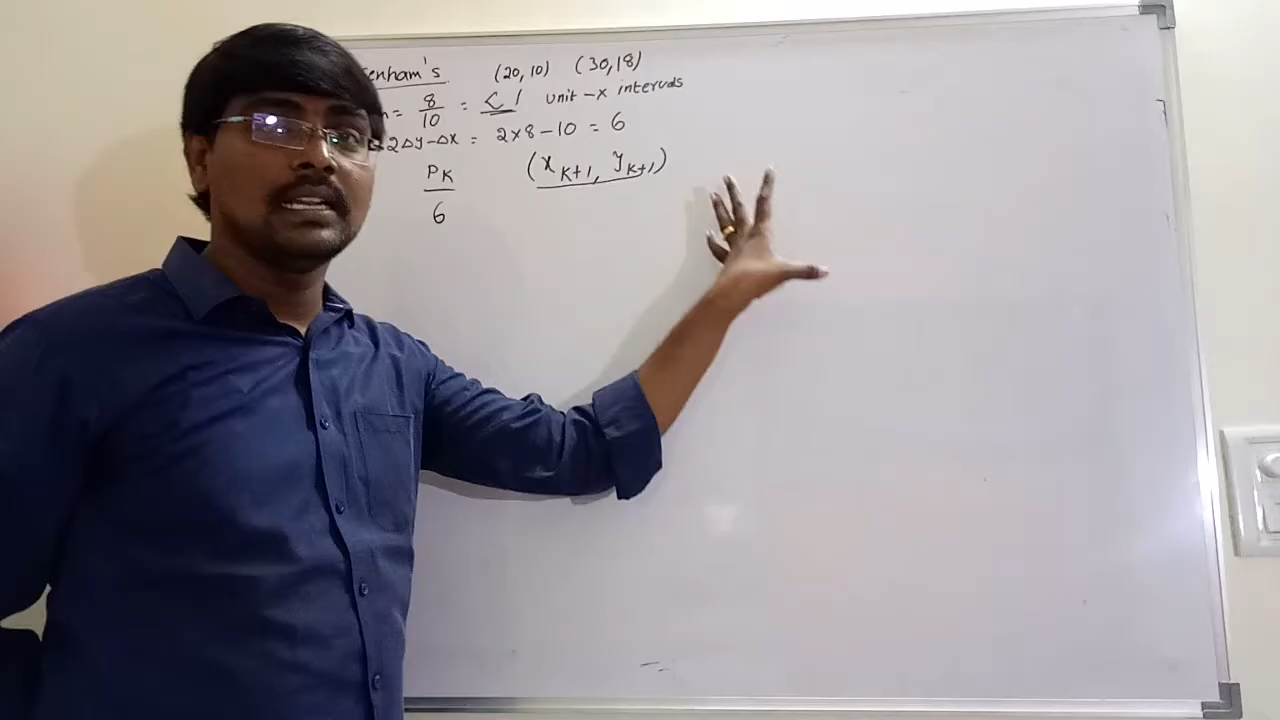 enham's (20,10) (30,18)
= 8/10 = < 1 unit -x intervals
2Δy-Δx = 2×8-10 = 6
PK (xK+1, yK+1)
6